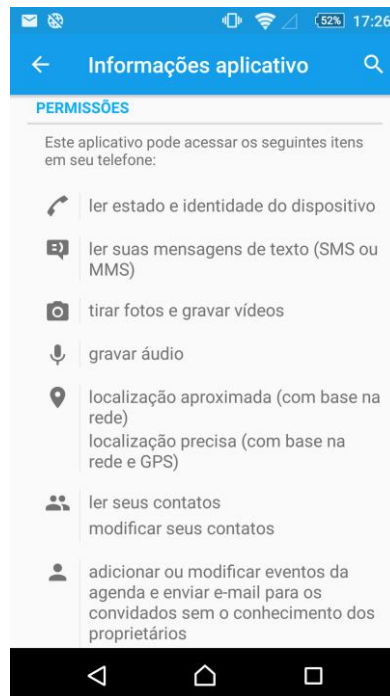 52% 17:26
Informações aplicativo
PERMISSÕES
Este aplicativo pode acessar os seguintes itens
em seu telefone:
ler estado e identidade do dispositivo
ler suas mensagens de texto (SMS ou
MMS)
tirar fotos e gravar vídeos
gravar áudio
localização aproximada (com base na
rede)
localização precisa (com base na
rede e GPS)
ler seus contatos
modificar seus contatos
adicionar ou modificar eventos da
agenda e enviar e-mail para os
convidados sem o conhecimento dos
proprietários